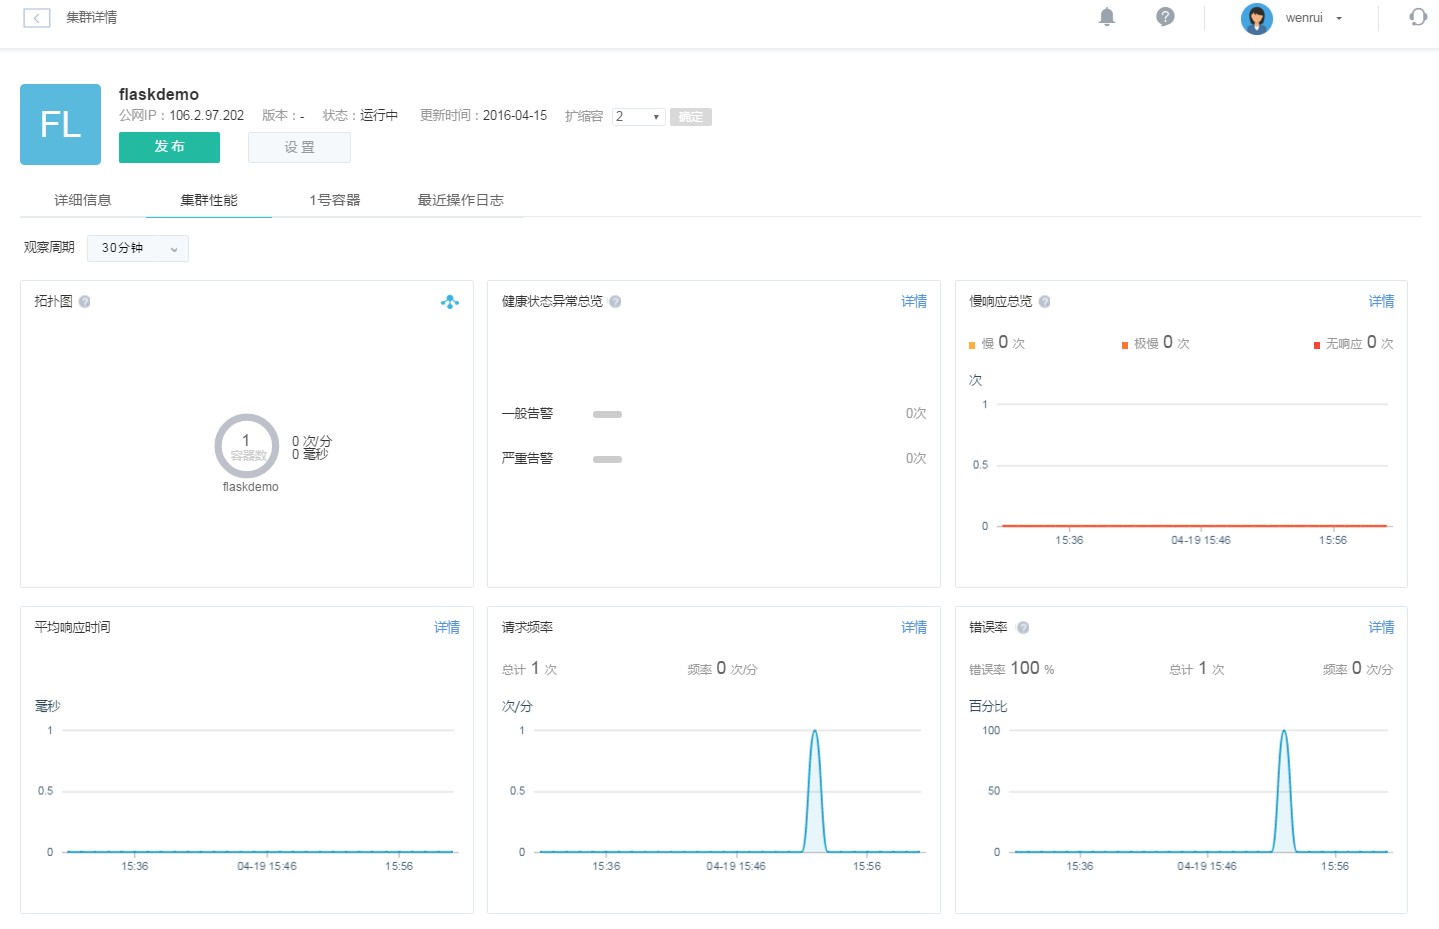 集群详情
wenrui
FL
flaskdemo
公网IP：106.2.97.202 版本：- 状态：运行中 更新时间：2016-04-15 扩缩容 2 确定
发布 设置
详细信息 集群性能 1号容器 最近操作日志
观察周期 30分钟
拓扑图
1
容器数
0 次/分
0 毫秒
flaskdemo
健康状态异常总览 详情
一般告警 0次
严重告警 0次
慢响应总览 详情
慢 0 次 极慢 0 次 无响应 0 次
次
1
0.5
0
15:36 04-19 15:46 15:56
平均响应时间 详情
毫秒
1
0.5
0
15:36 04-19 15:46 15:56
请求频率 详情
总计 1 次 频率 0 次/分
次/分
1
0.5
0
15:36 04-19 15:46 15:56
错误率 详情
错误率 100 % 总计 1 次 频率 0 次/分
百分比
100
50
0
15:36 04-19 15:46 15:56